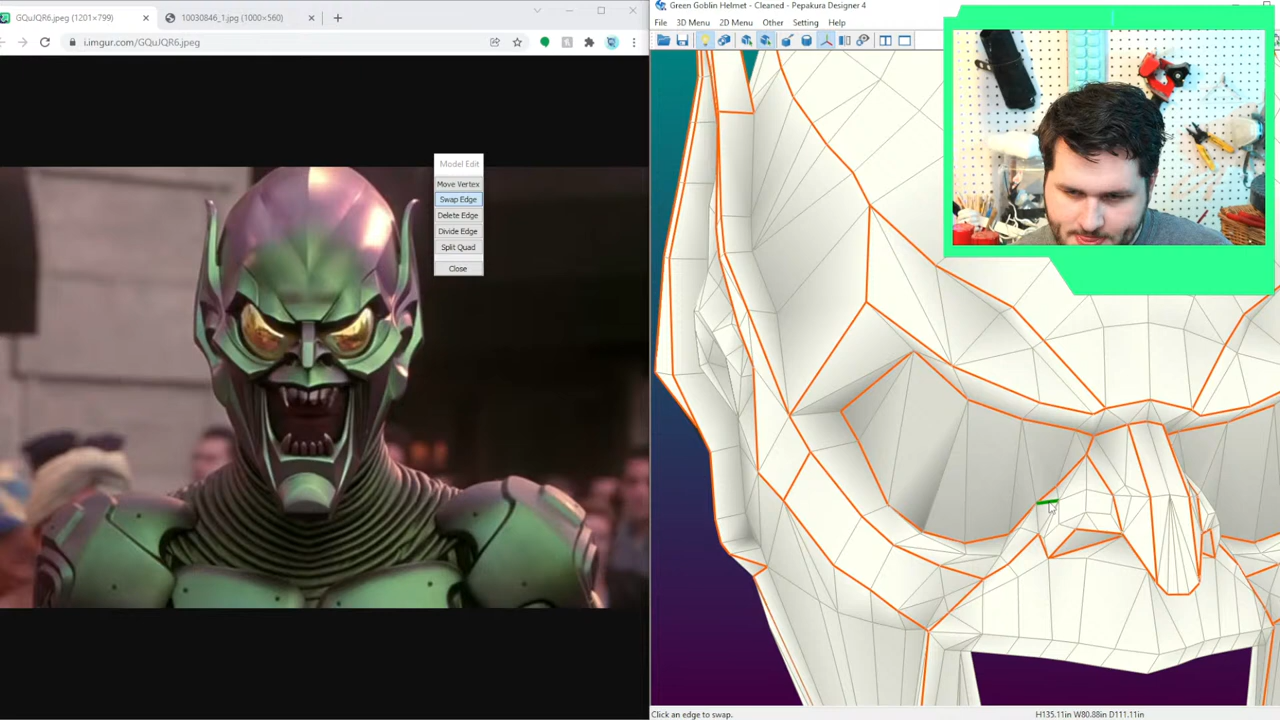 GQuJQR6.jpeg (1201×799)
10030846_1.jpg (1000×560)
i.imgur.com/GQuJQR6.jpeg
Model Edit
Move Vertex
Swap Edge
Delete Edge
Divide Edge
Split Quad
Close
Green Goblin Helmet - Cleaned - Pepakura Designer 4
File 3D Menu 2D Menu Other Setting Help
Click an edge to swap.
H135.11in W80.88in D111.11in